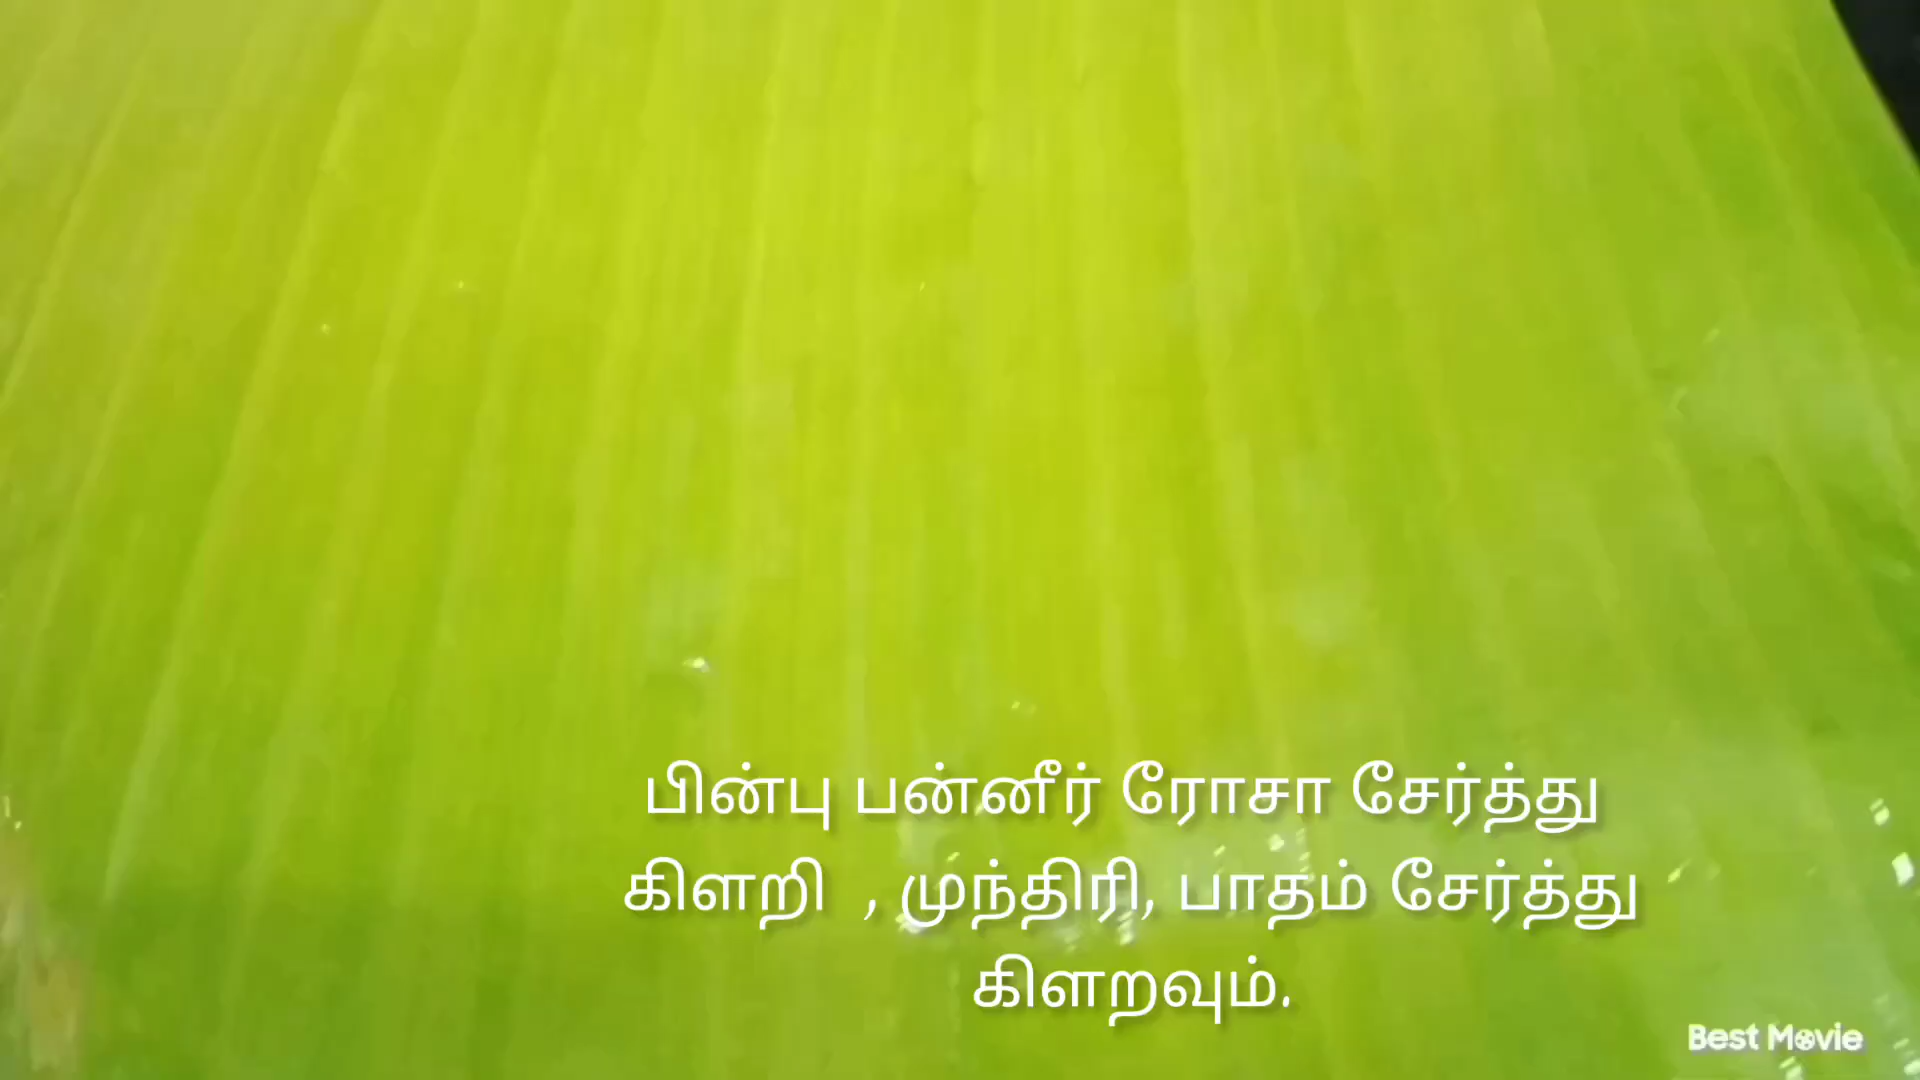 பின்பு பன்னீர் ரோசா சேர்த்து
கிளறி  , முந்திரி, பாதம் சேர்த்து
கிளறவும்.
Best Movie